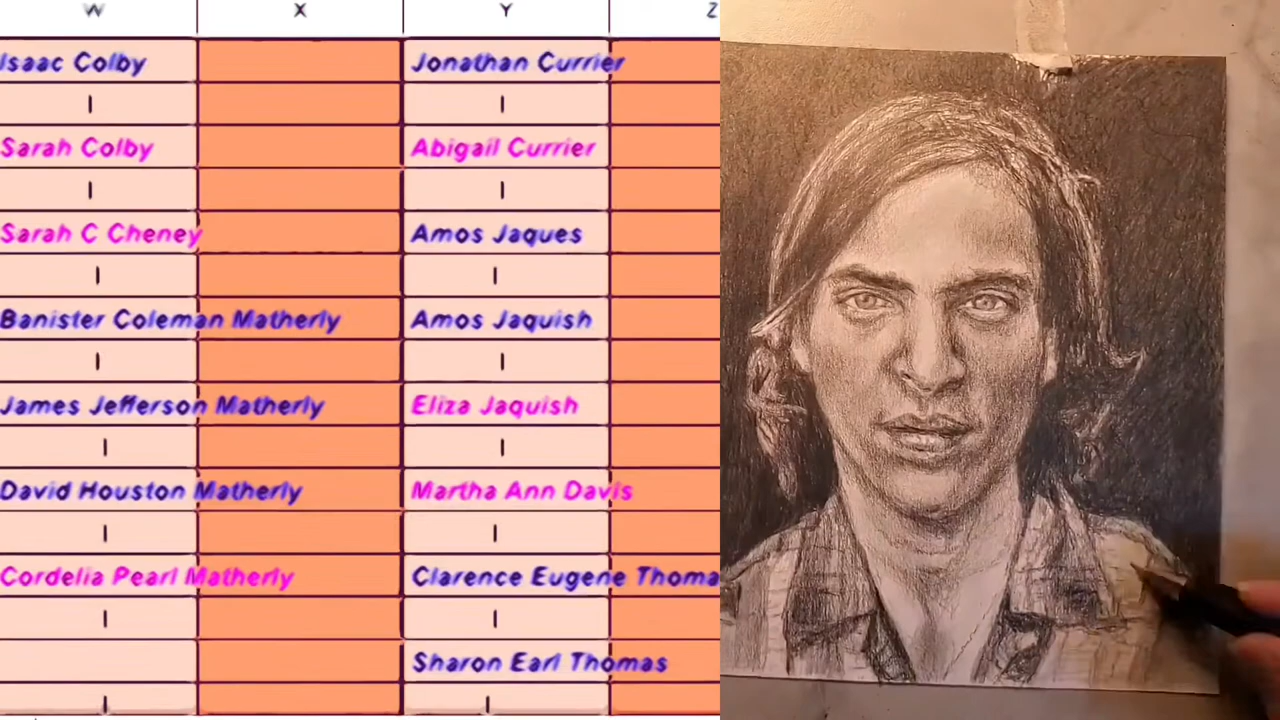 W X Y Z
Isaac Colby Jonathan Currier
Sarah Colby Abigail Currier
Sarah C Cheney Amos Jaques
Banister Coleman Matherly Amos Jaquish
James Jefferson Matherly Eliza Jaquish
David Houston Matherly Martha Ann Davis
Cordelia Pearl Matherly Clarence Eugene Thoma
Sharon Earl Thomas